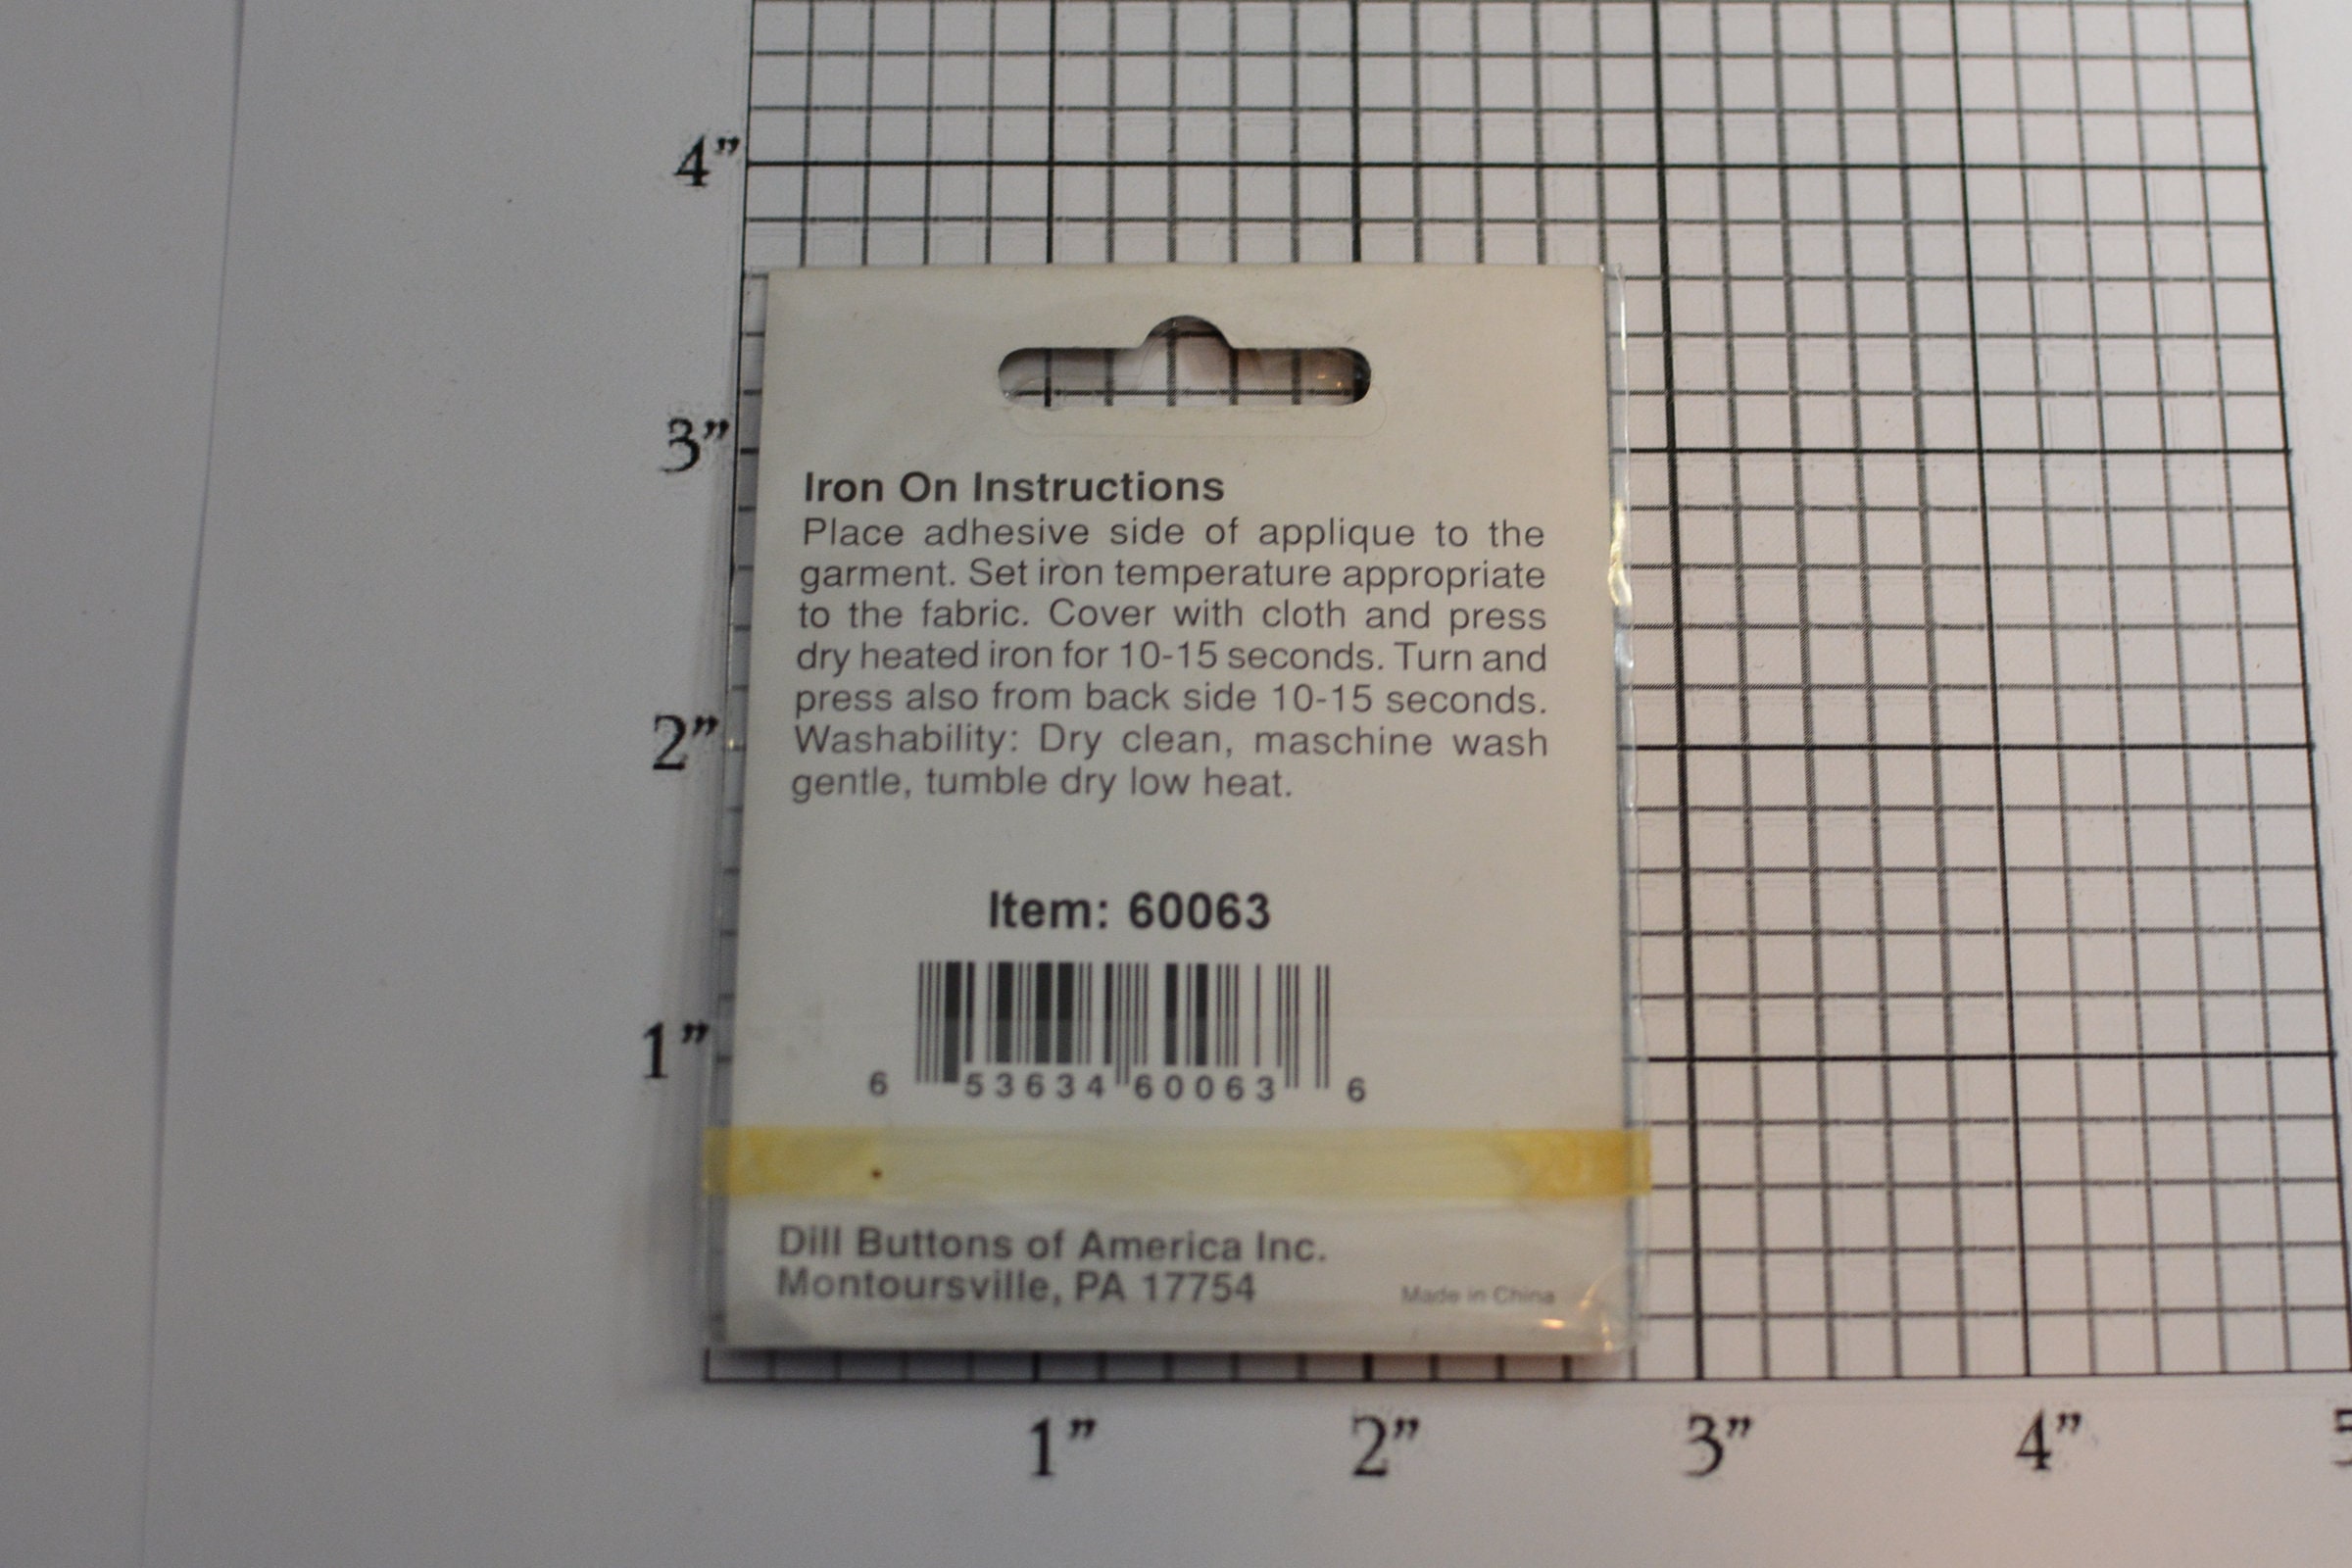 4"
3"
Iron On Instructions
Place adhesive side of applique to the
garment. Set iron temperature appropriate
to the fabric. Cover with cloth and press
dry heated iron for 10-15 seconds. Turn and
press also from back side 10-15 seconds.
Washability: Dry clean, maschine wash
gentle, tumble dry low heat.
2"
Item: 60063
1"
6 53634 60063 6
Dill Buttons of America Inc.
Montoursville, PA 17754
Made in China
1" 2" 3" 4"